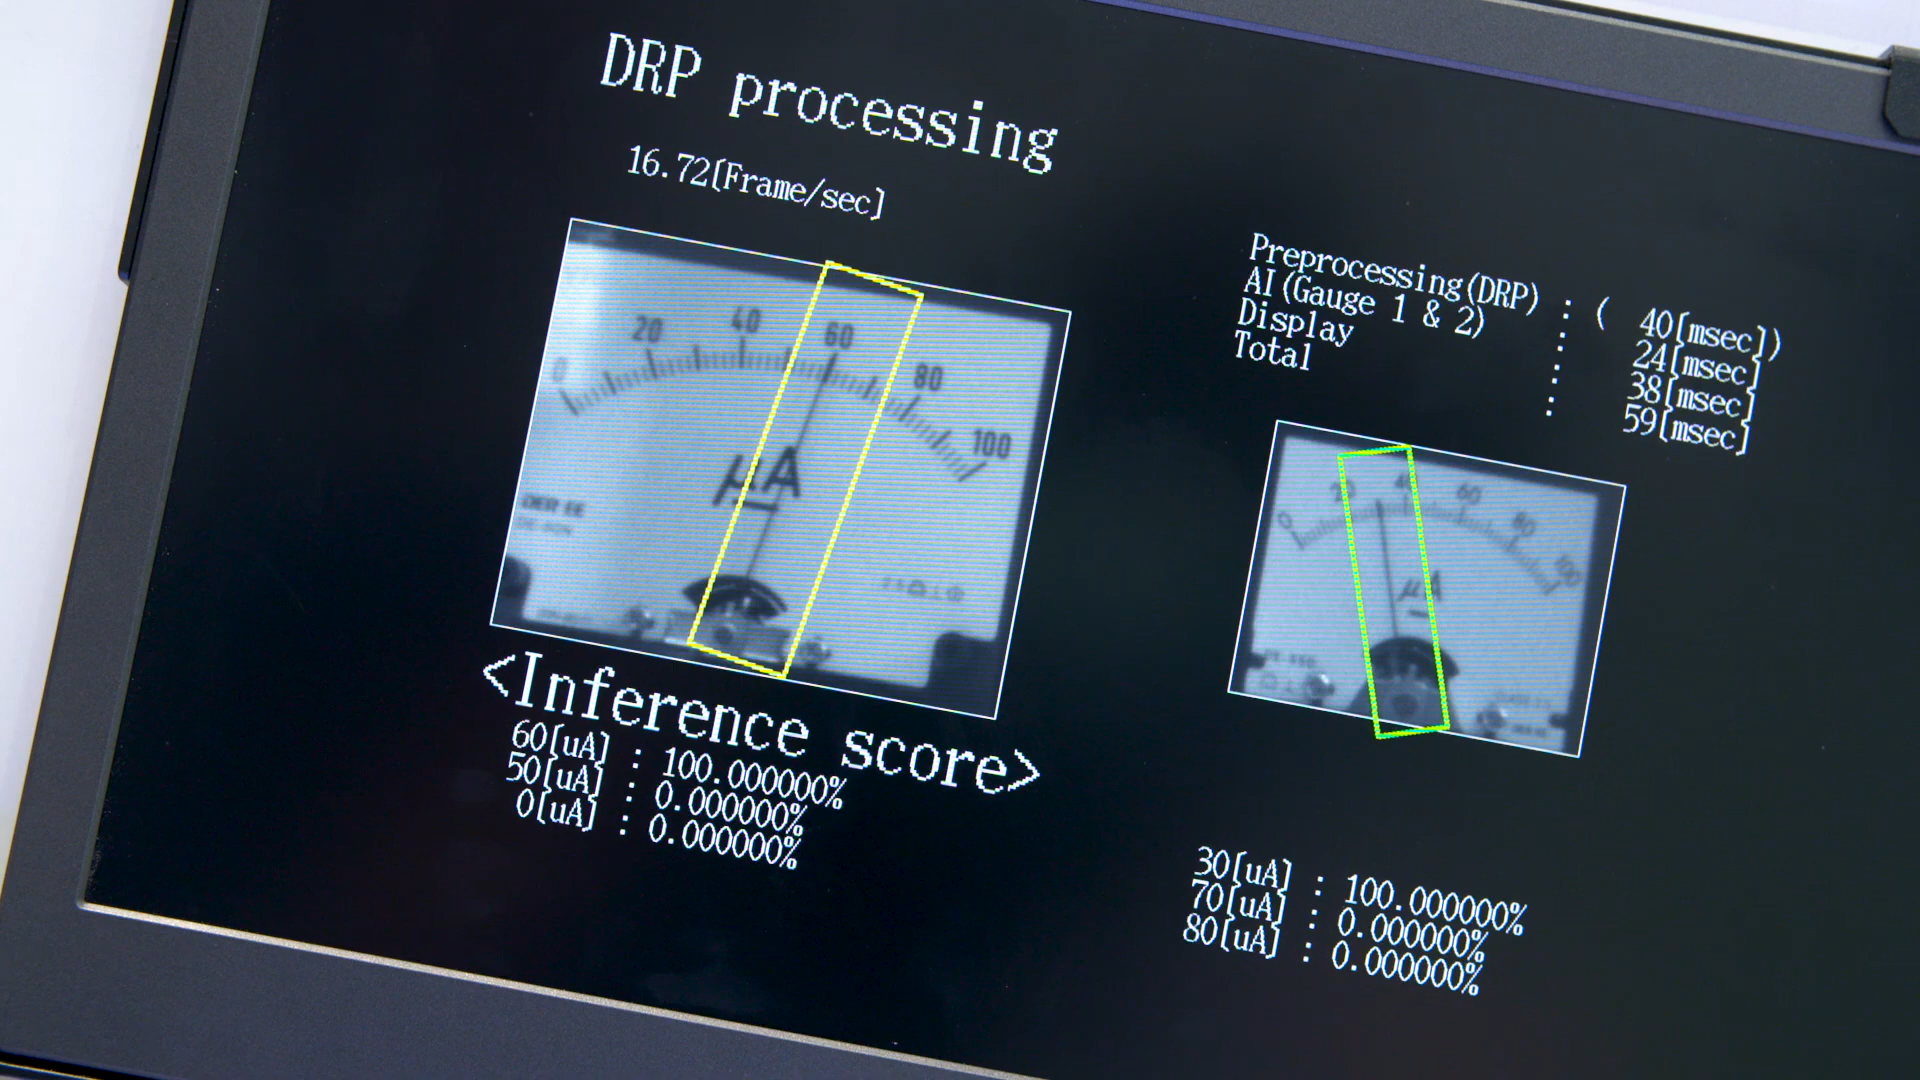 DRP processing
16.72[Frame/sec]
Preprocessing(DRP) : ( 40[msec])
AI(Gauge 1 & 2) : 24[msec]
Display : 38[msec]
Total : 59[msec]
0 20 40 60 80 100
μA
DER EE
0 20 40 60 80 100
μA
<Inference score>
60[uA] : 100.000000%
50[uA] : 0.000000%
0[uA] : 0.000000%
30[uA] : 100.000000%
70[uA] : 0.000000%
80[uA] : 0.000000%